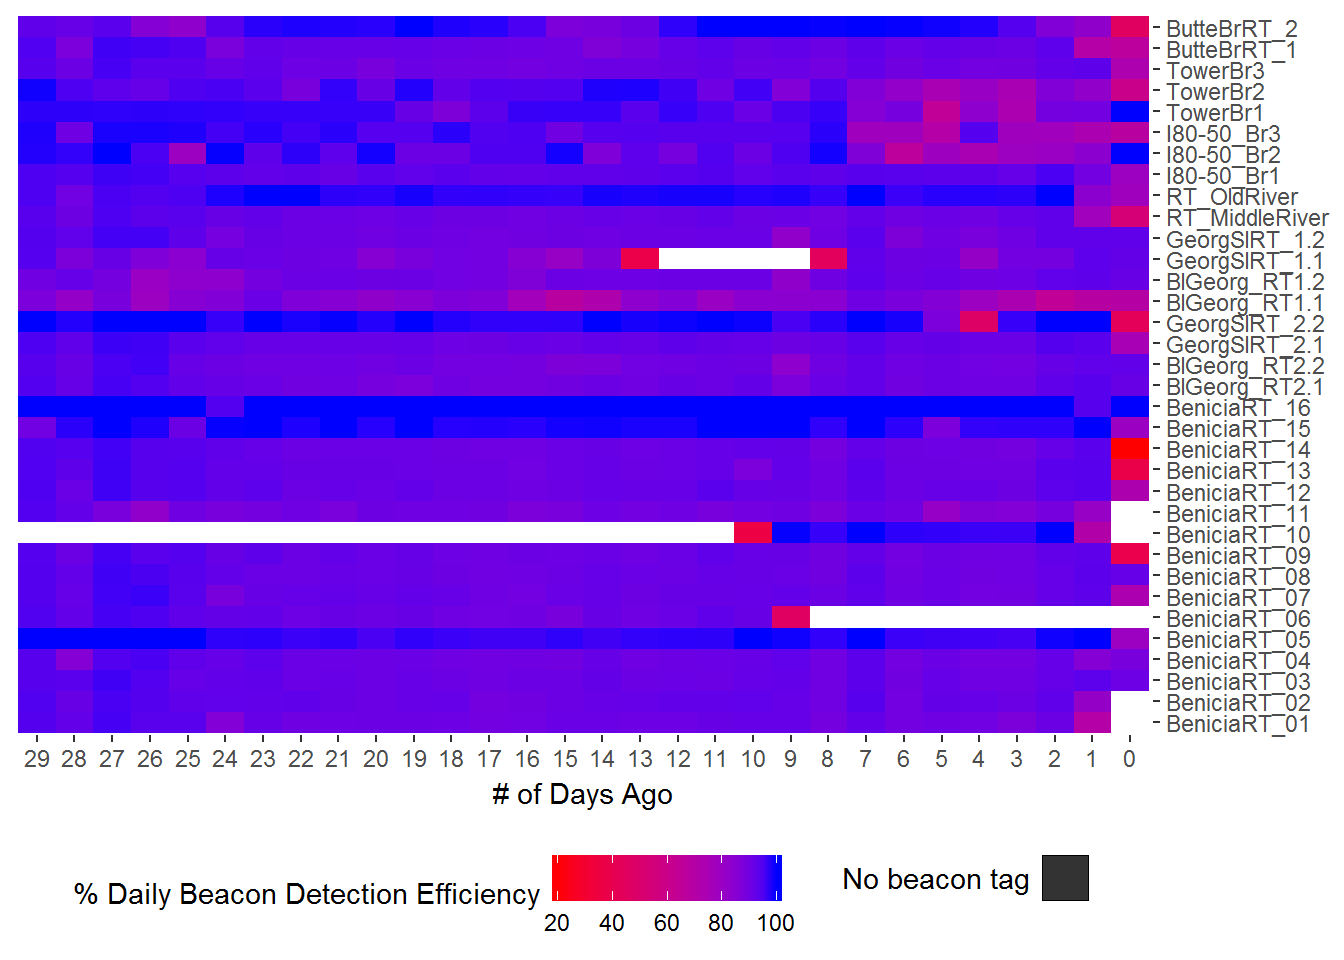 ButteBrRT_2
ButteBrRT_1
TowerBr3
TowerBr2
TowerBr1
I80-50_Br3
I80-50_Br2
I80-50_Br1
RT_OldRiver
RT_MiddleRiver
GeorgSlRT_1.2
GeorgSlRT_1.1
BlGeorg_RT1.2
BlGeorg_RT1.1
GeorgSlRT_2.2
GeorgSlRT_2.1
BlGeorg_RT2.2
BlGeorg_RT2.1
BeniciaRT_16
BeniciaRT_15
BeniciaRT_14
BeniciaRT_13
BeniciaRT_12
BeniciaRT_11
BeniciaRT_10
BeniciaRT_09
BeniciaRT_08
BeniciaRT_07
BeniciaRT_06
BeniciaRT_05
BeniciaRT_04
BeniciaRT_03
BeniciaRT_02
BeniciaRT_01
29 28 27 26 25 24 23 22 21 20 19 18 17 16 15 14 13 12 11 10 9 8 7 6 5 4 3 2 1 0
# of Days Ago
% Daily Beacon Detection Efficiency
20 40 60 80 100
No beacon tag